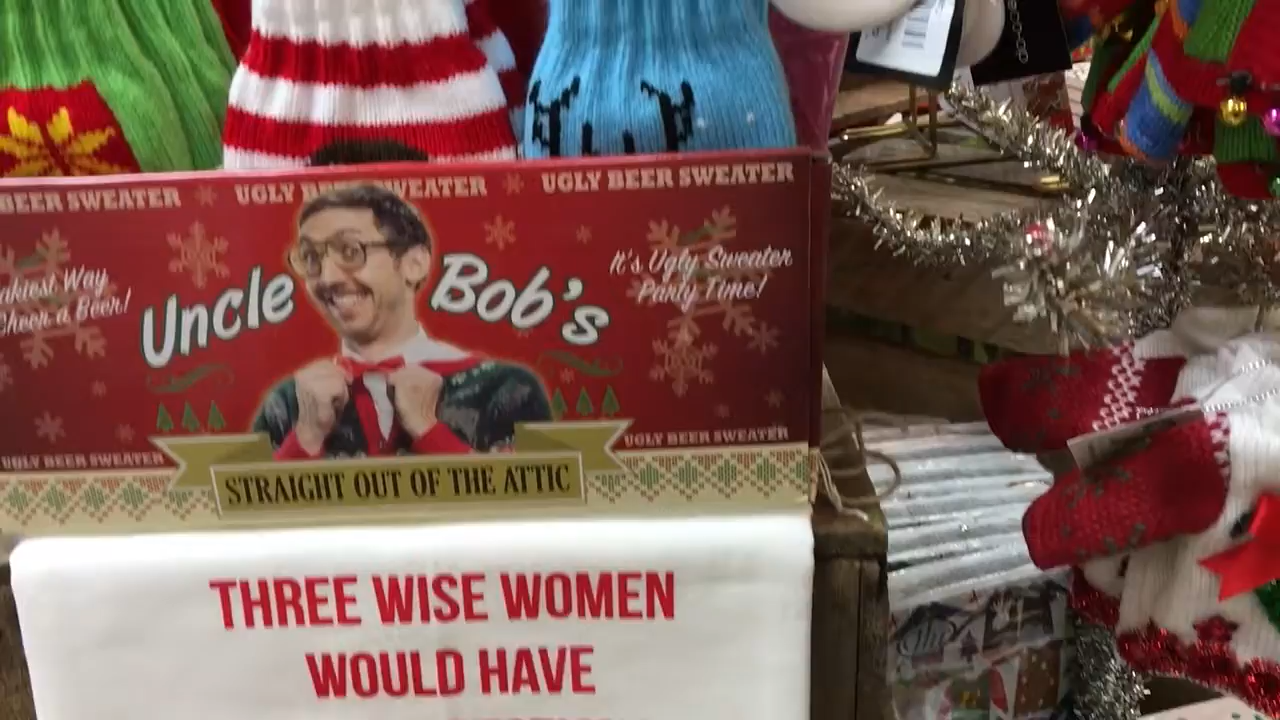 BEER SWEATER UGLY BEER SWEATER UGLY BEER SWEATER
Way
a Beer!
Uncle Bob's
It's Ugly Sweater
Party Time!
UGLY BEER SWEATER
UGLY BEER SWEATER
STRAIGHT OUT OF THE ATTIC
THREE WISE WOMEN
WOULD HAVE